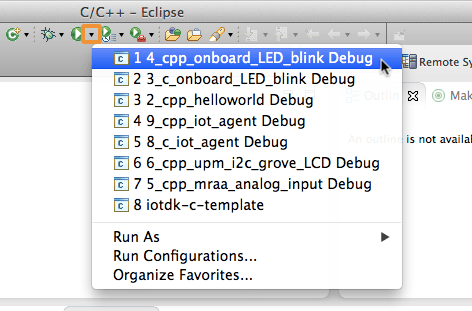 C/C++ - Eclipse
1 4_cpp_onboard_LED_blink Debug
Remote Sy
2 3_c_onboard_LED_blink Debug
3 2_cpp_helloworld Debug
Outlin
Mak
4 9_cpp_iot_agent Debug
5 8_c_iot_agent Debug
An outline is not availa
6 6_cpp_upm_i2c_grove_LCD Debug
7 5_cpp_mraa_analog_input Debug
8 iotdk-c-template
Run As
Run Configurations...
Organize Favorites...